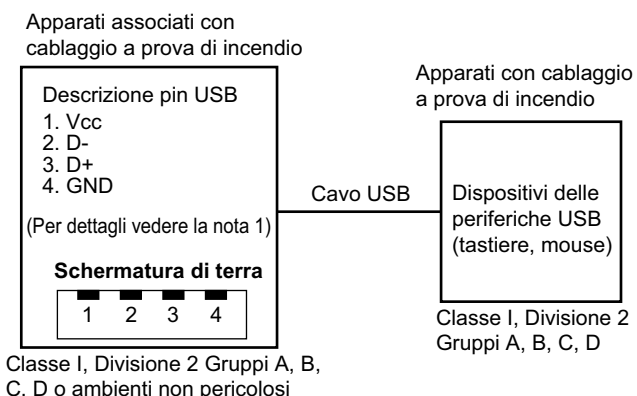 Apparati associati con
cablaggio a prova di incendio
Descrizione pin USB
1. Vcc
2. D-
3. D+
4. GND
(Per dettagli vedere la nota 1)
Schermatura di terra
1 2 3 4
Classe I, Divisione 2 Gruppi A, B,
C, D o ambienti non pericolosi
Cavo USB
Apparati con cablaggio
a prova di incendio
Dispositivi delle
periferiche USB
(tastiere, mouse)
Classe I, Divisione 2
Gruppi A, B, C, D